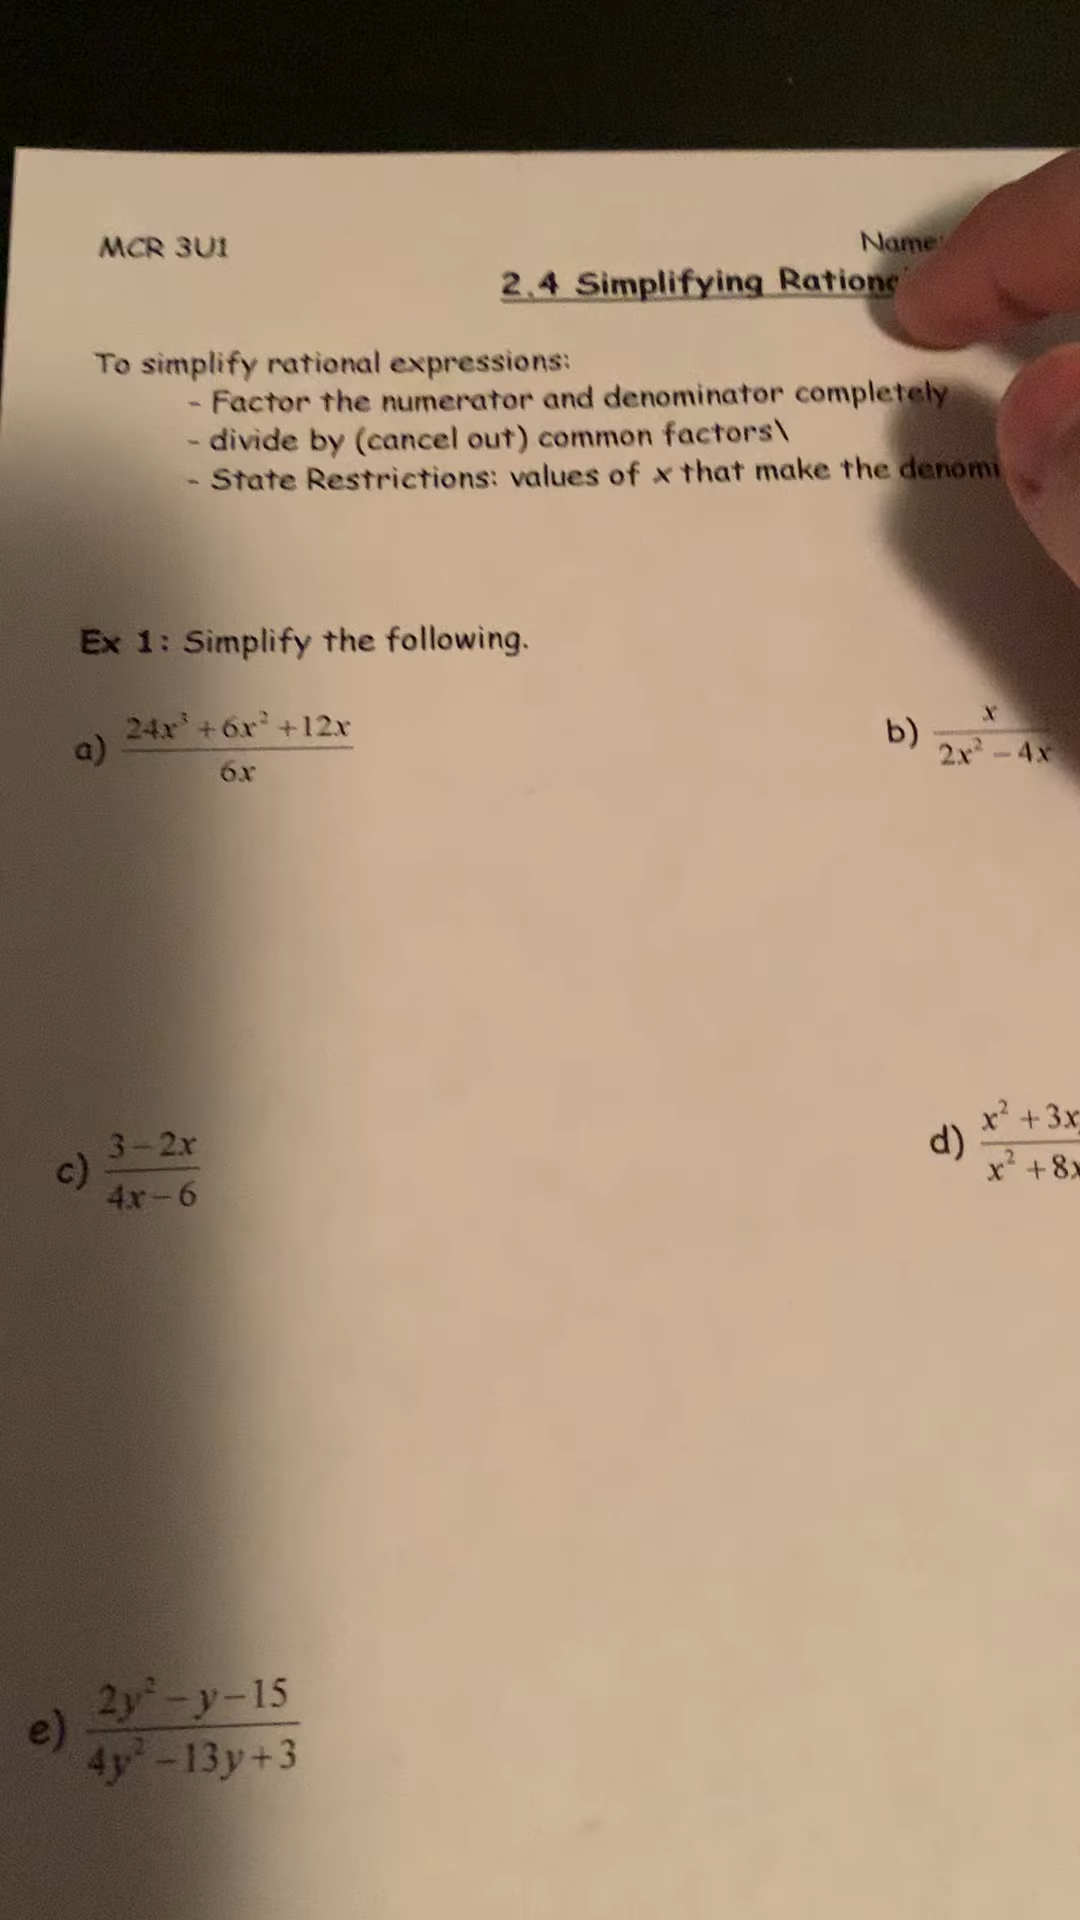 MCR 3U1 Name:
2.4 Simplifying
To simplify rational expressions:
- Factor the numerator and denominator completely
- divide by (cancel out) common factors\
- State Restrictions: values of x that make the
Ex 1: Simplify the following.
a) (24x³ + 6x² + 12x)/(6x) b) x/(2x² - 4x)
c) (3 - 2x)/(4x - 6) d) x² + 3x / x² + 8x
e) (2y² - y - 15)/(4y² - 13y + 3)